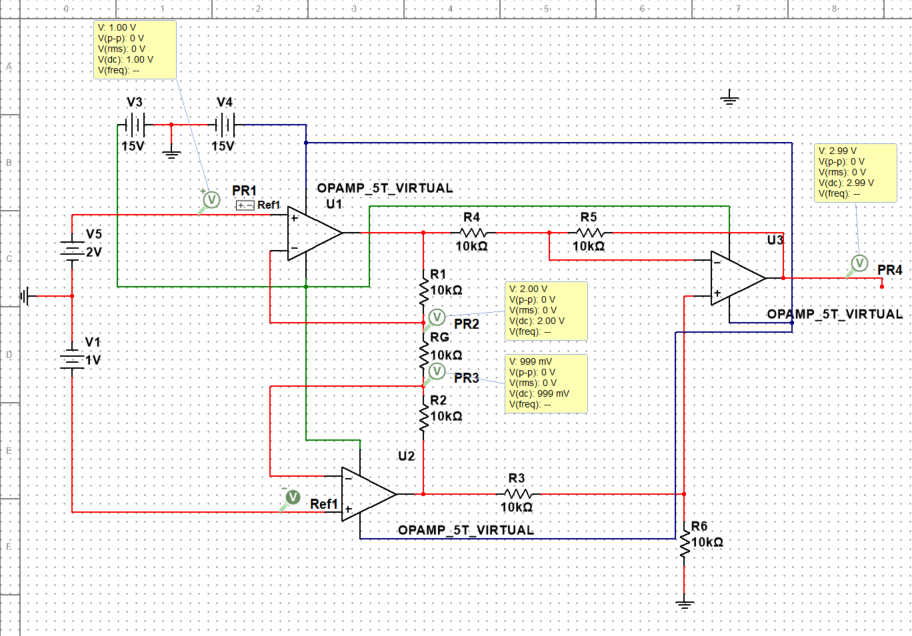 0 1 2 3 4 5 6 7 8
A
B
C
D
E
F
V: 1.00 V
V(p-p): 0 V
V(rms): 0 V
V(dc): 1.00 V
V(freq): --
V3
15V
V4
15V
PR1
Ref1
OPAMP_5T_VIRTUAL
U1
V5
2V
V1
1V
R4
10kΩ
R5
10kΩ
U3
OPAMP_5T_VIRTUAL
V: 2.99 V
V(p-p): 0 V
V(rms): 0 V
V(dc): 2.99 V
V(freq): --
PR4
R1
10kΩ
PR2
V: 2.00 V
V(p-p): 0 V
V(rms): 0 V
V(dc): 2.00 V
V(freq): --
RG
10kΩ
PR3
V: 999 mV
V(p-p): 0 V
V(rms): 0 V
V(dc): 999 mV
V(freq): --
R2
10kΩ
U2
Ref1
OPAMP_5T_VIRTUAL
R3
10kΩ
R6
10kΩ
V
V
V
V
V